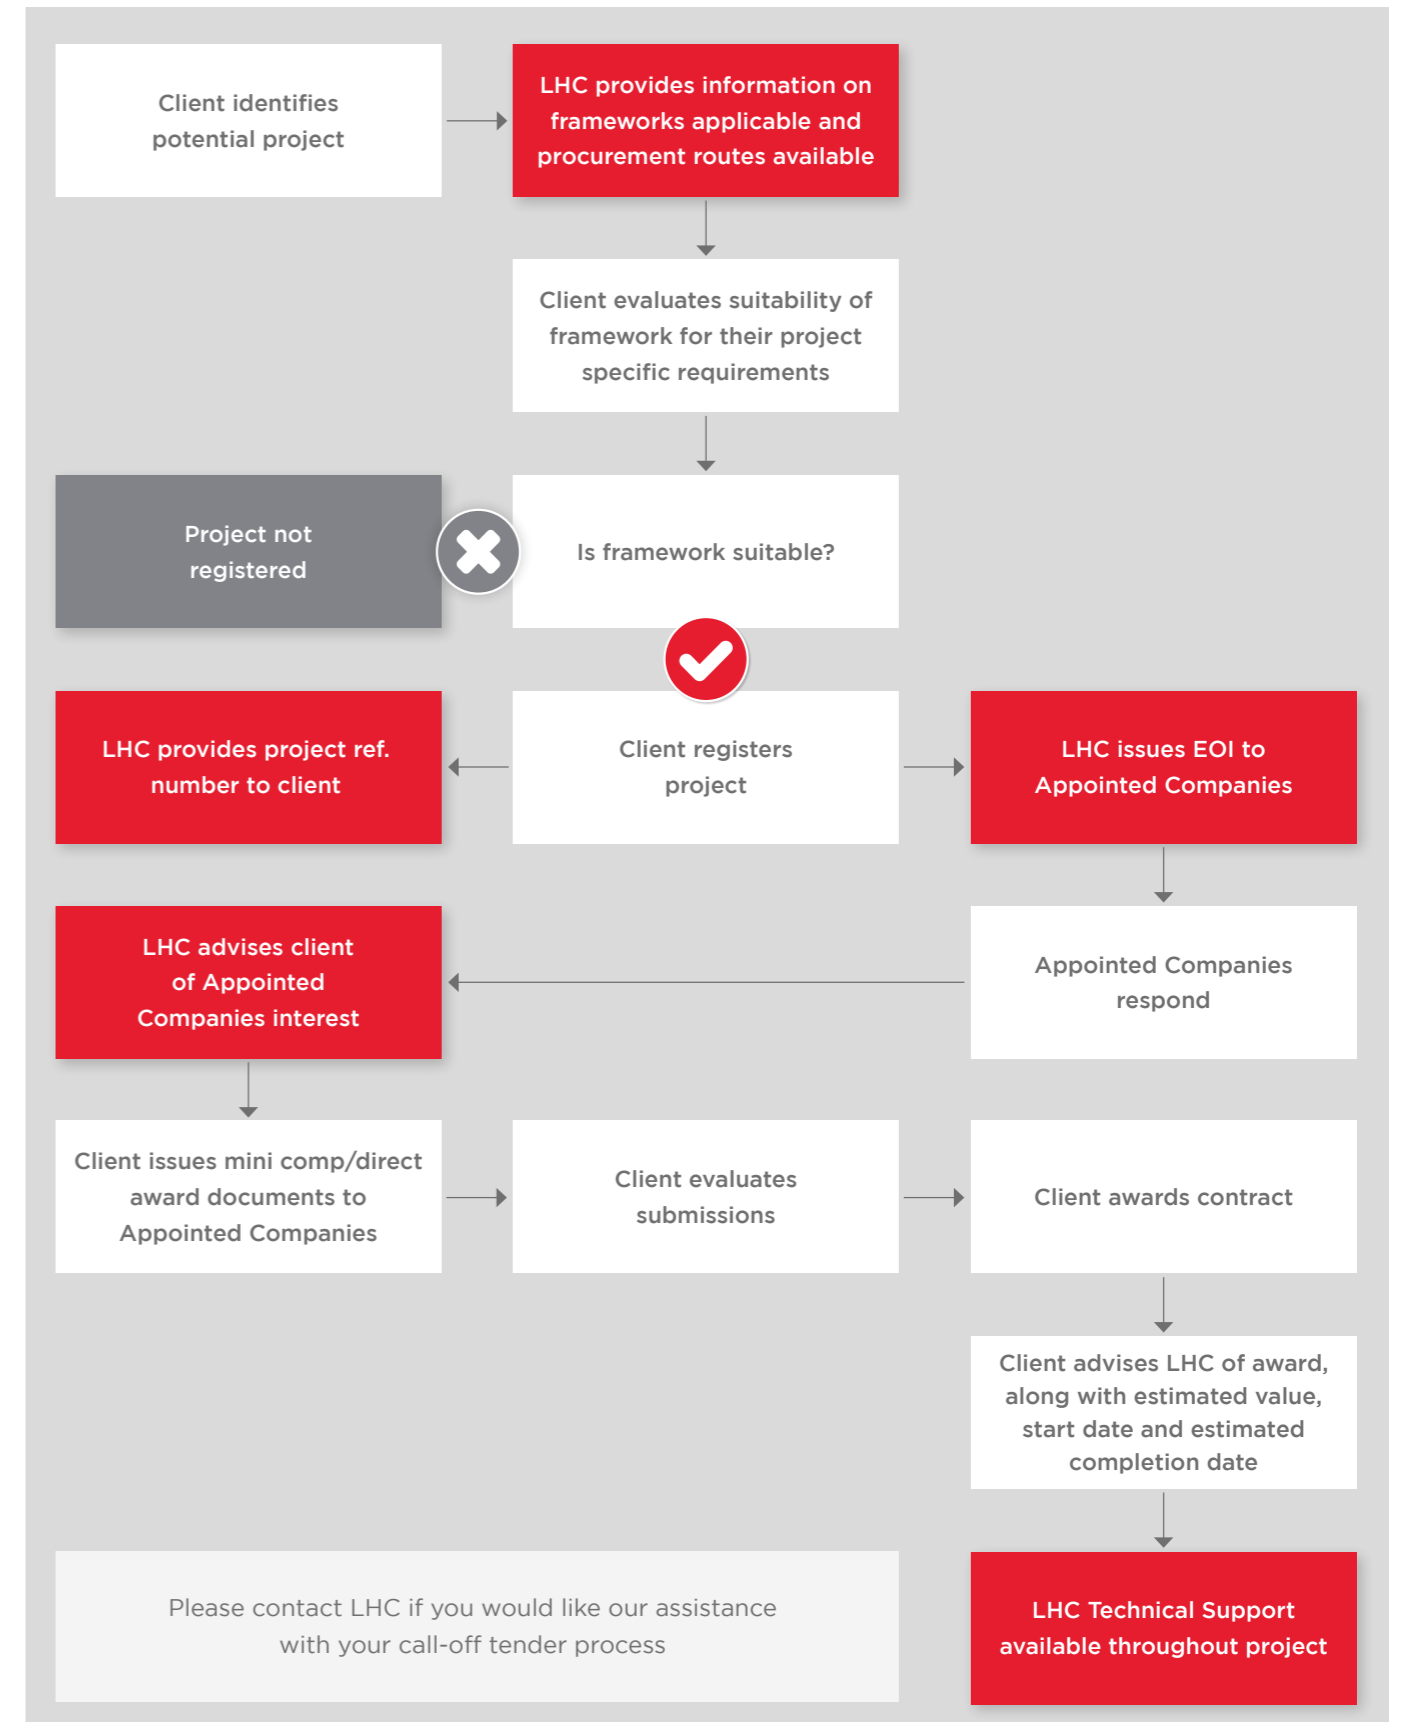 Client identifies
potential project
LHC provides information on
frameworks applicable and
procurement routes available
Client evaluates suitability of
framework for their project
specific requirements
Project not
registered
Is framework suitable?
LHC provides project ref.
number to client
Client registers
project
LHC issues EOI to
Appointed Companies
LHC advises client
of Appointed
Companies interest
Appointed Companies
respond
Client issues mini comp/direct
award documents to
Appointed Companies
Client evaluates
submissions
Client awards contract
Client advises LHC of award,
along with estimated value,
start date and estimated
completion date
Please contact LHC if you would like our assistance
with your call-off tender process
LHC Technical Support
available throughout project